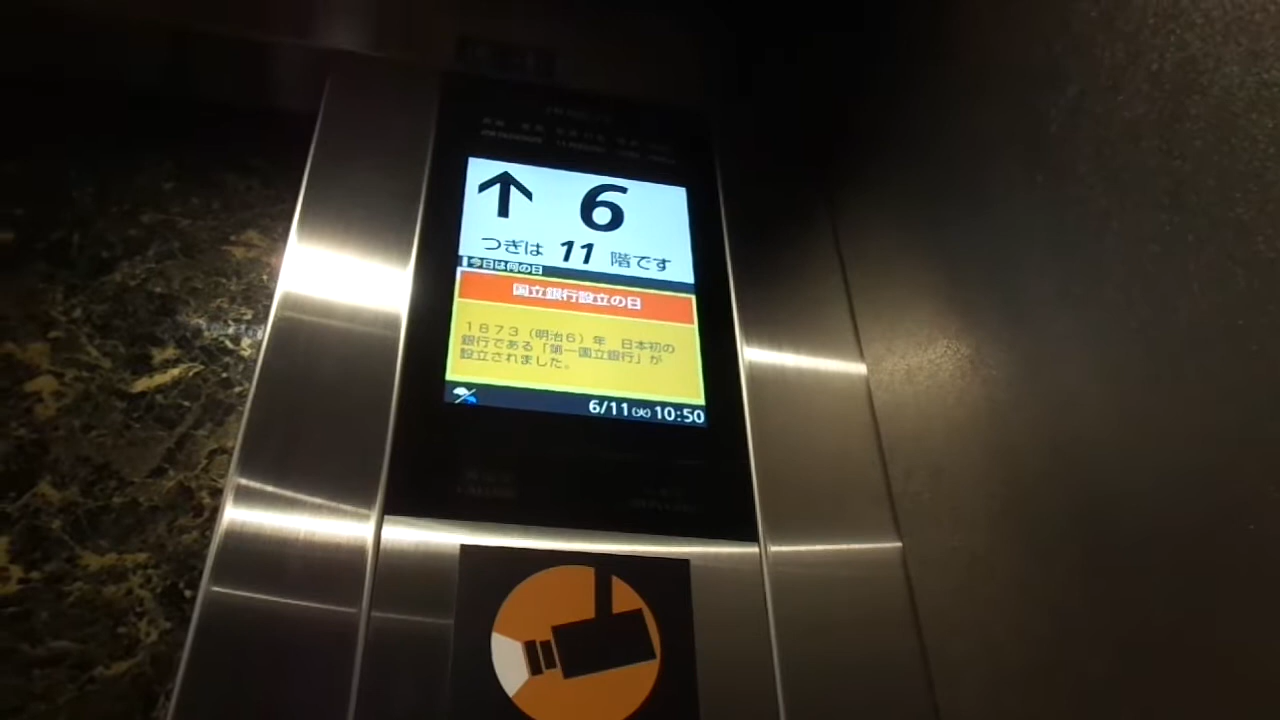 ↑ 6
つぎは 11 階です
今日は何の日
国立銀行設立の日
1873（明治6）年 日本初の
銀行である「第一国立銀行」が
設立されました。
6/11(火) 10:50